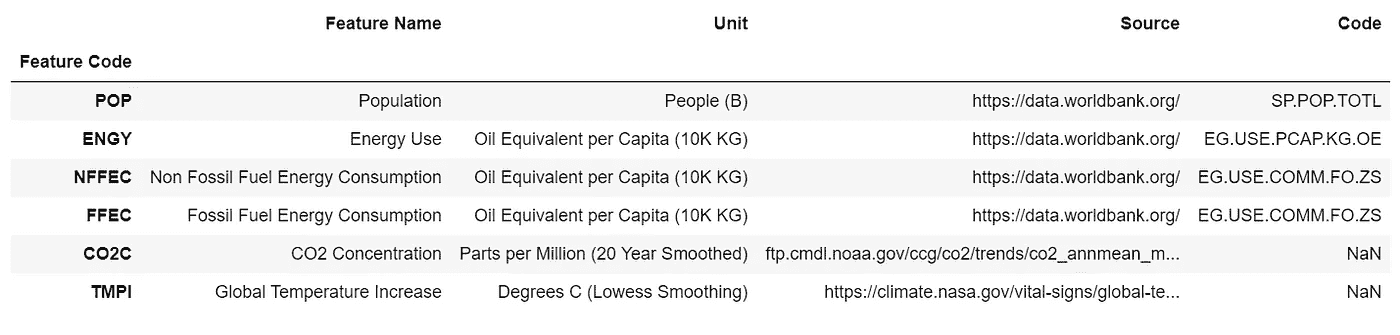 Feature Name Unit Source Code
Feature Code
POP Population People (B) https://data.worldbank.org/ SP.POP.TOTL
ENGY Energy Use Oil Equivalent per Capita (10K KG) https://data.worldbank.org/ EG.USE.PCAP.KG.OE
NFFEC Non Fossil Fuel Energy Consumption Oil Equivalent per Capita (10K KG) https://data.worldbank.org/ EG.USE.COMM.FO.ZS
FFEC Fossil Fuel Energy Consumption Oil Equivalent per Capita (10K KG) https://data.worldbank.org/ EG.USE.COMM.FO.ZS
CO2C CO2 Concentration Parts per Million (20 Year Smoothed) ftp.cmdl.noaa.gov/ccg/co2/trends/co2_annmean_m... NaN
TMPI Global Temperature Increase Degrees C (Lowess Smoothing) https://climate.nasa.gov/vital-signs/global-te... NaN